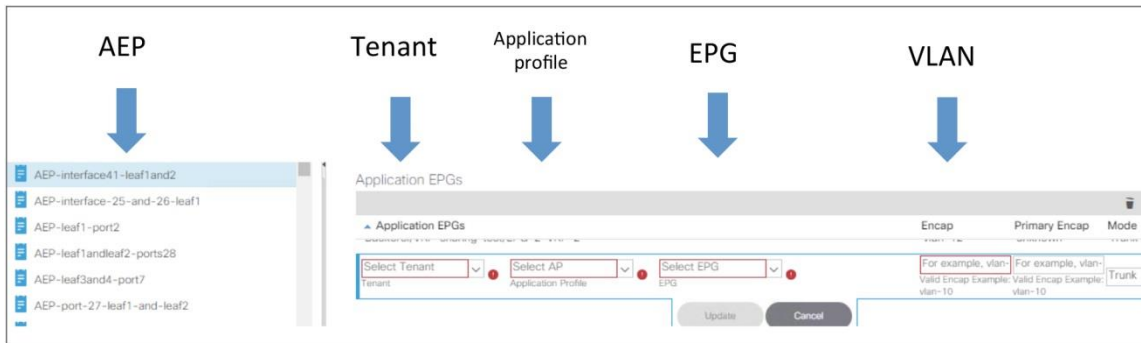 AEP
Tenant
Application
profile
EPG
VLAN
AEP-interface41-leaf1and2
AEP-interface-25-and-26-leaf1
AEP-leaf1-port2
AEP-leaf1andleaf2-ports28
AEP-leaf3and4-port7
AEP-port-27-leaf1-and-leaf2
Application EPGs
Application EPGs Encap Primary Encap Mode
Select Tenant Select AP Select EPG For example, vlan- For example, vlan- Trunk
Tenant Application Profile EPG Valid Encap Example: Valid Encap Example:
vlan-10 vlan-10
Update Cancel